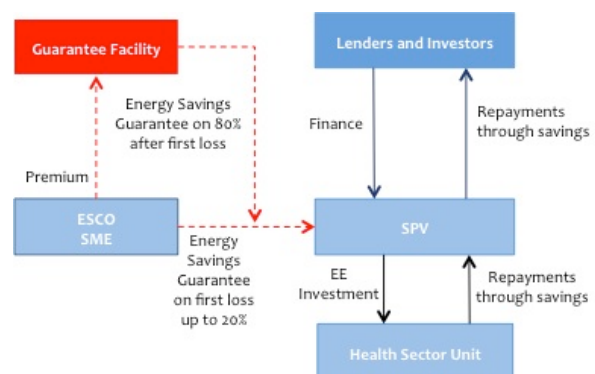 Guarantee Facility
Lenders and Investors
Energy Savings
Guarantee on 80%
after first loss
Finance
Repayments
through savings
Premium
ESCO
SME
SPV
Energy
Savings
Guarantee
on first loss
up to 20%
EE
Investment
Repayments
through savings
Health Sector Unit